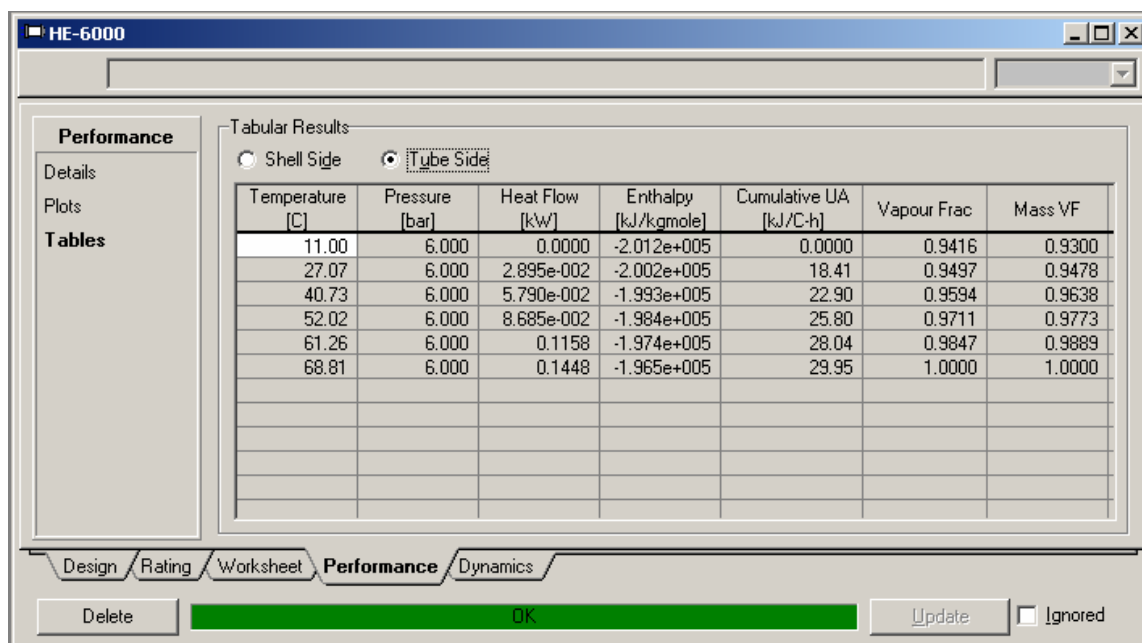 HE-6000
Performance
Details
Plots
Tables
Tabular Results
Shell Side Tube Side
Temperature [C] Pressure [bar] Heat Flow [kW] Enthalpy [kJ/kgmole] Cumulative UA [kJ/C-h] Vapour Frac Mass VF
11.00 6.000 0.0000 -2.012e+005 0.0000 0.9416 0.9300
27.07 6.000 2.895e-002 -2.002e+005 18.41 0.9497 0.9478
40.73 6.000 5.790e-002 -1.993e+005 22.90 0.9594 0.9638
52.02 6.000 8.685e-002 -1.984e+005 25.80 0.9711 0.9773
61.26 6.000 0.1158 -1.974e+005 28.04 0.9847 0.9889
68.81 6.000 0.1448 -1.965e+005 29.95 1.0000 1.0000
Design Rating Worksheet Performance Dynamics
Delete OK Update Ignored